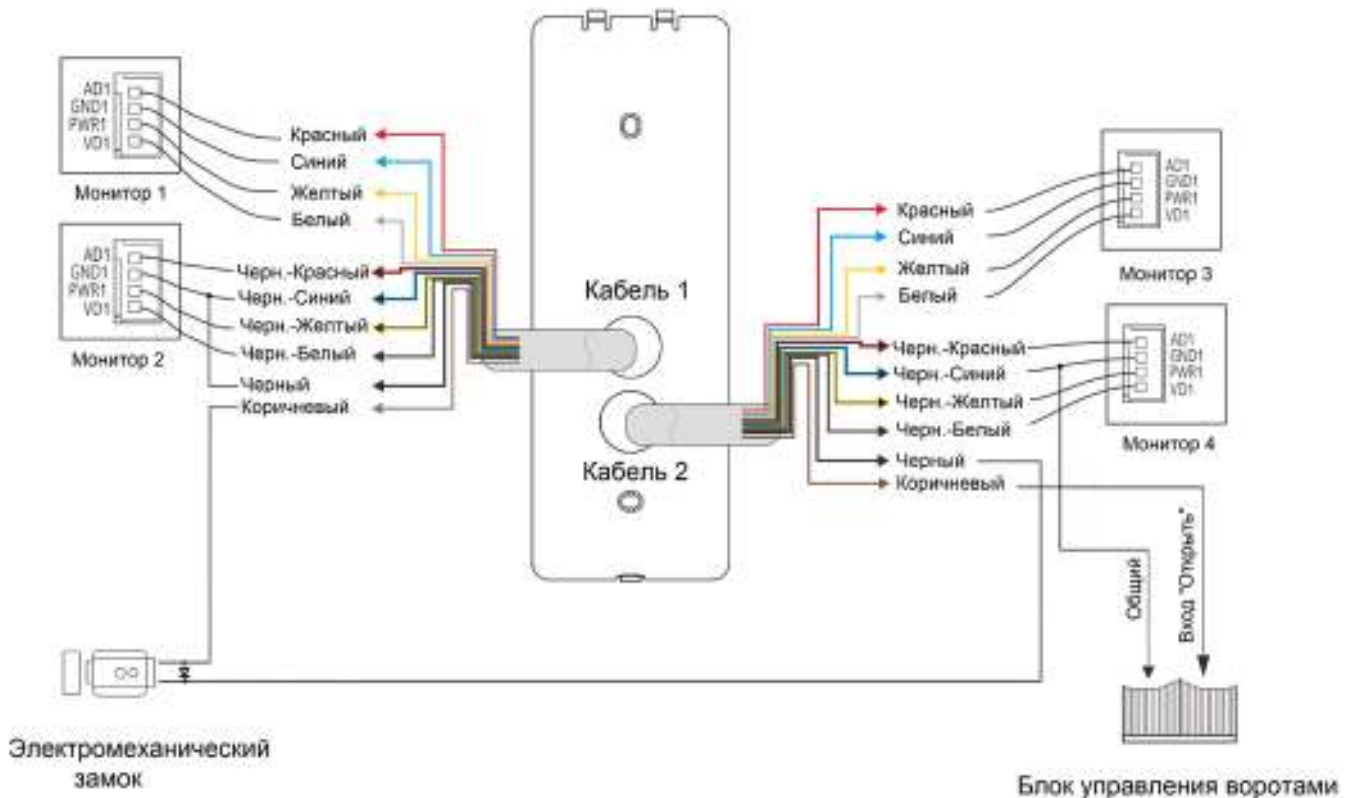 AD1
GND1
PWR1
VD1
Монитор 1
Красный
Синий
Желтый
Белый
AD1
GND1
PWR1
VD1
Монитор 2
Черн.-Красный
Черн.-Синий
Черн.-Желтый
Черн.-Белый
Черный
Коричневый
Кабель 1
Кабель 2
Красный
Синий
Желтый
Белый
AD1
GND1
PWR1
VD1
Монитор 3
Черн.-Красный
Черн.-Синий
Черн.-Желтый
Черн.-Белый
Черный
Коричневый
AD1
GND1
PWR1
VD1
Монитор 4
Общий
Вход "Открыть"
Электромеханический
замок
Блок управления воротами